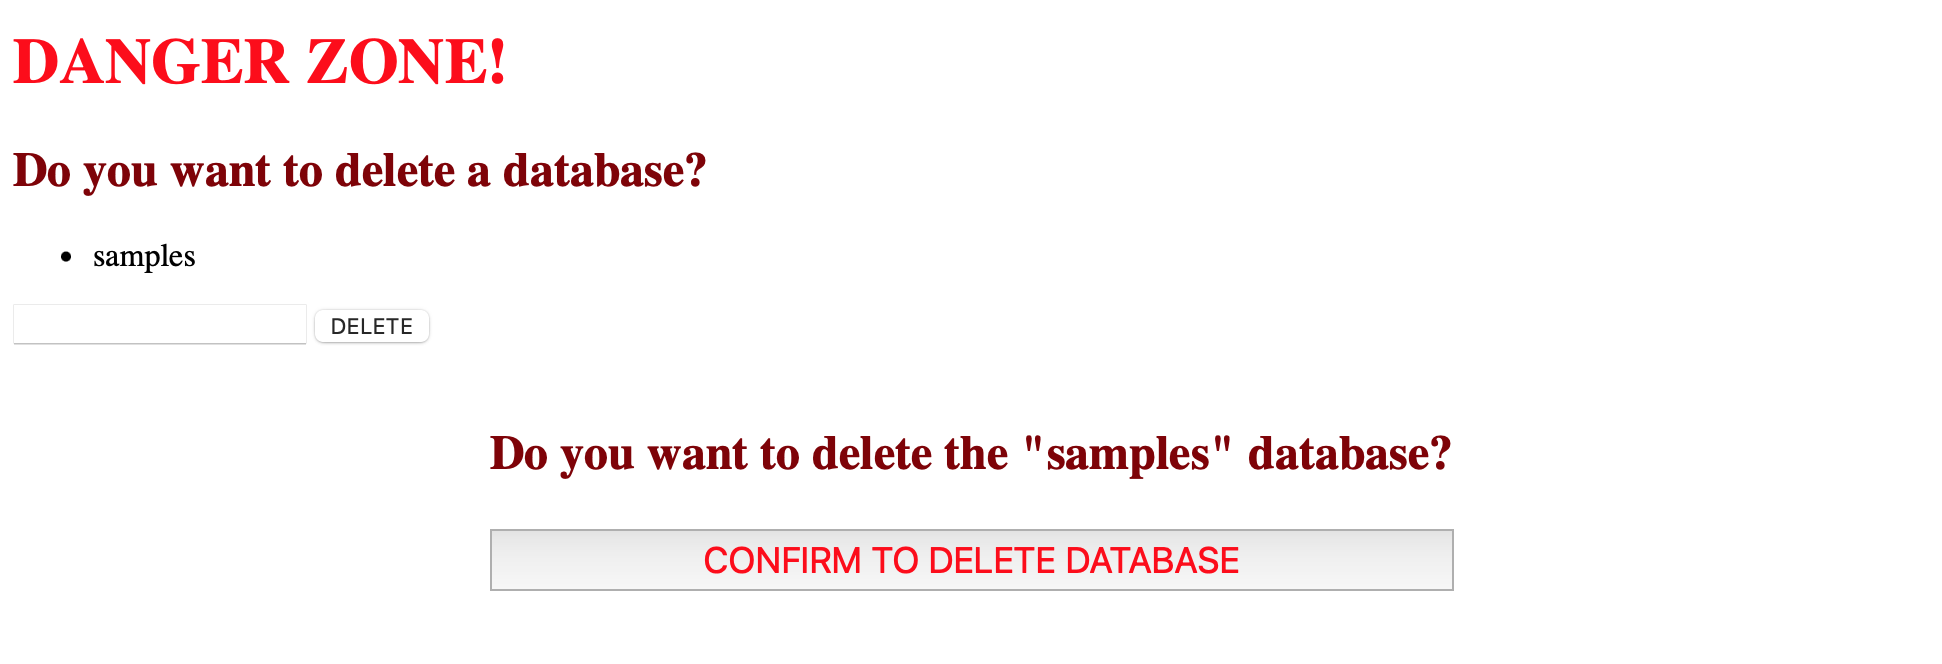 DANGER ZONE!
Do you want to delete a database?
samples
DELETE
Do you want to delete the "samples" database?
CONFIRM TO DELETE DATABASE